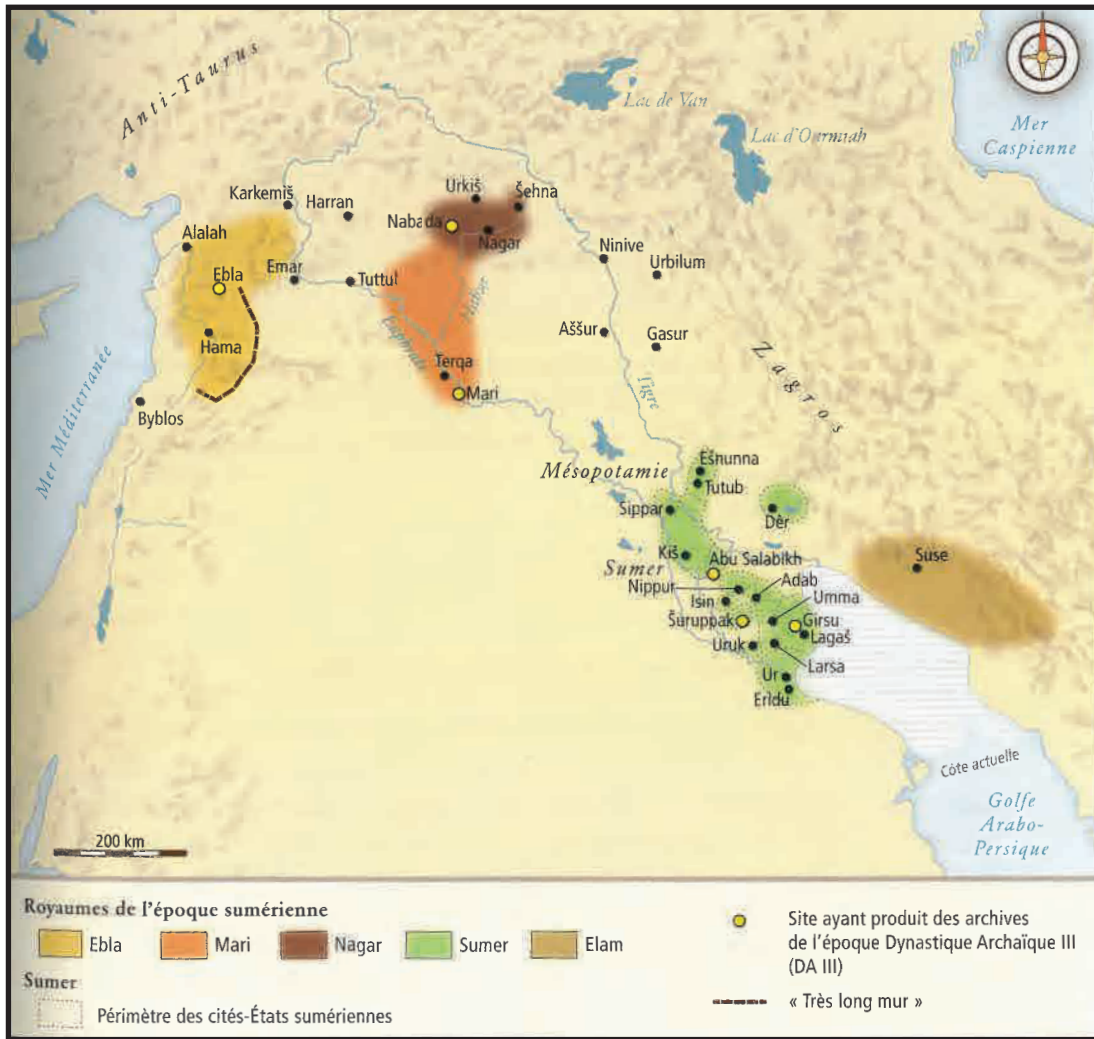 Anti-Taurus
Lac de Van
Lac d'Ourmiah
Mer
Caspienne
Karkemiš
Harran
Urkiš
Šehna
Nabada
Nagar
Alalah
Ebla
Emar
Tuttul
Ninive
Urbilum
Hama
Euphrate
Aššur
Gasur
Zagros
Tigre
Terqa
Mari
Byblos
Mer Méditerranée
Mésopotamie
Ešnunna
Tutub
Sippar
Dêr
Kiš
Abu Salabikh
Suse
Sumer
Nippur
Adab
Isin
Umma
Šuruppak
Girsu
Lagaš
Uruk
Larsa
Ur
Eridu
Côte actuelle
Golfe
Arabo-
Persique
200 km
Royaumes de l'époque sumérienne
Ebla
Mari
Nagar
Sumer
Elam
Sumer
Périmètre des cités-États sumériennes
Site ayant produit des archives
de l'époque Dynastique Archaïque III
(DA III)
« Très long mur »